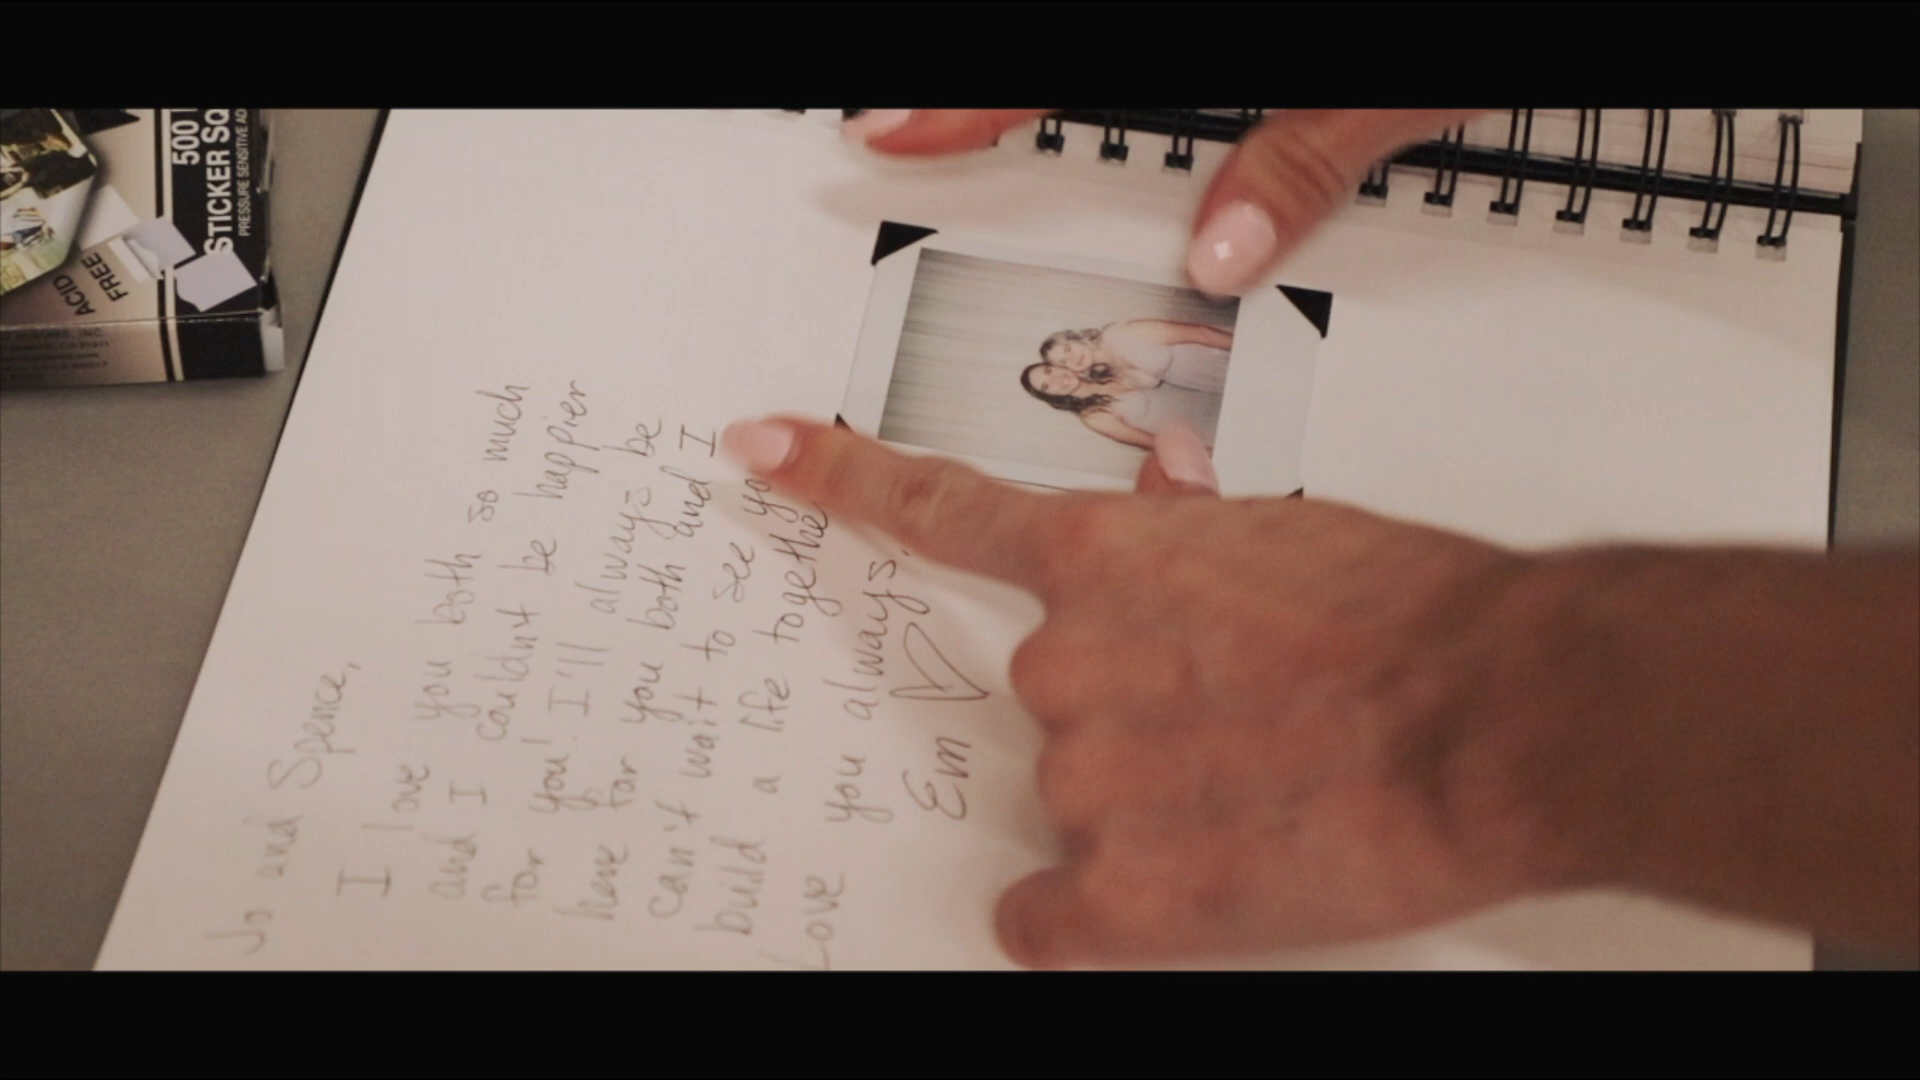 Jo and Spence,
I love you both so much
and I couldn't be happier
for you! I'll always be
here for you both and I
can't wait to see yo
build a life togethe
Love you always,
Em ♡
500
STICKER SQ
PRESSURE SENSITIVE AD
ACID
FREE